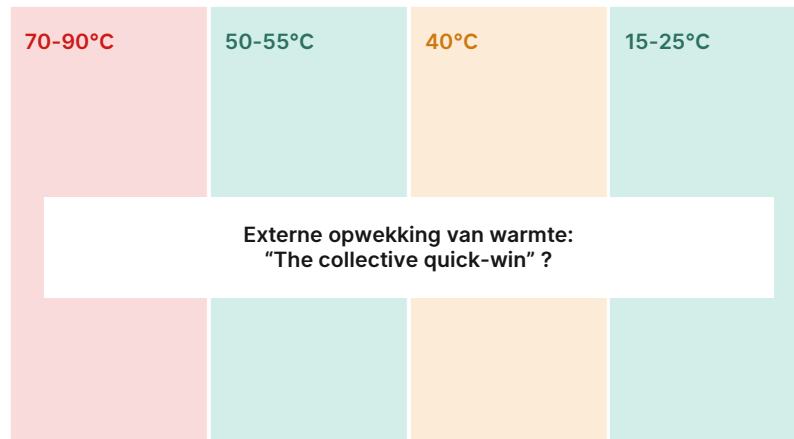 70-90°C
50-55°C
40°C
15-25°C
Externe opwekking van warmte:
“The collective quick-win” ?